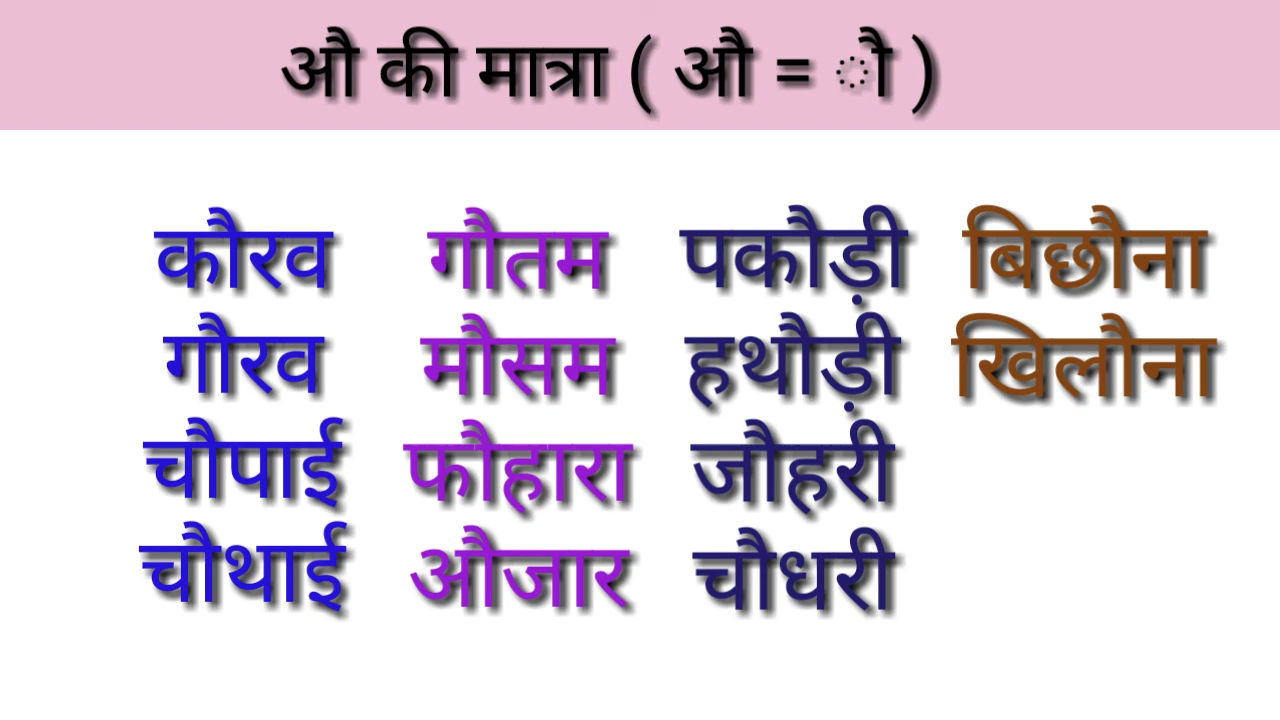 औ की मात्रा ( औ = ौ )
कौरव गौतम पकौड़ी बिछौना
गौरव मौसम हथौड़ी खिलौना
चौपाई फौहारा जौहरी
चौथाई औजार चौधरी